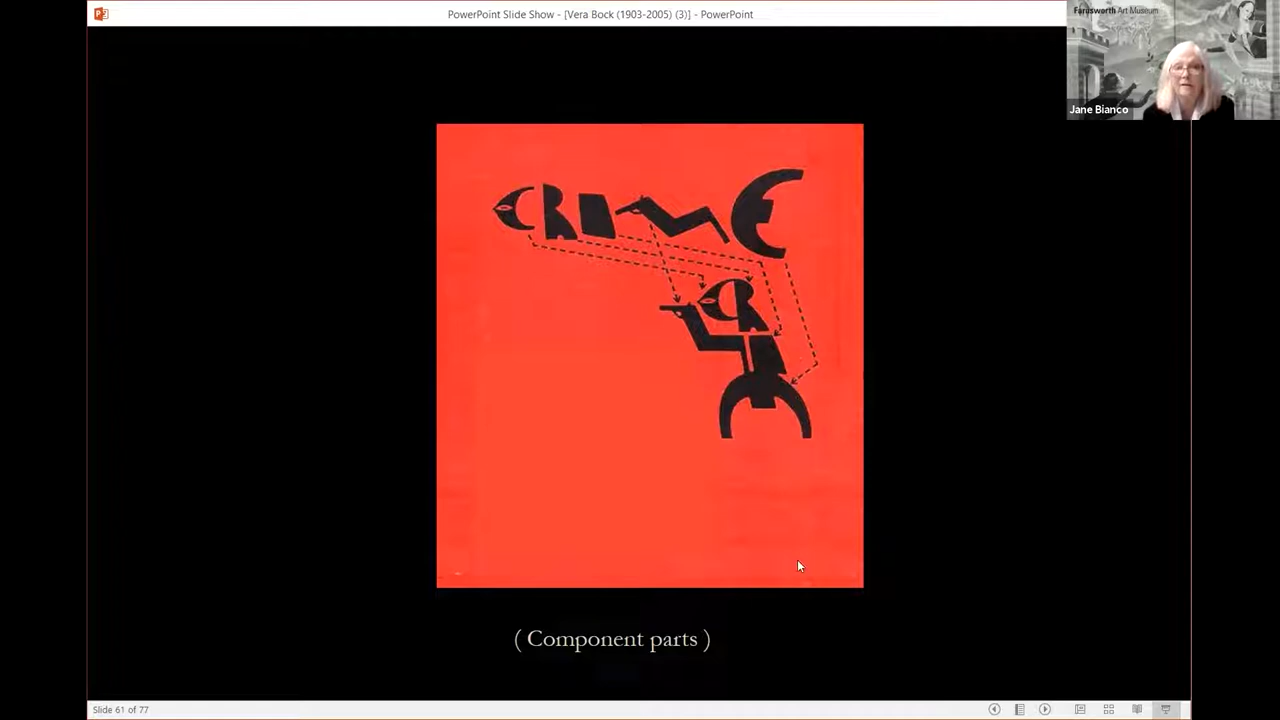 PowerPoint Slide Show - [Vera Bock (1903-2005) (3)] - PowerPoint
Farnsworth Art Museum
Jane Bianco
CRIME
( Component parts )
Slide 61 of 77